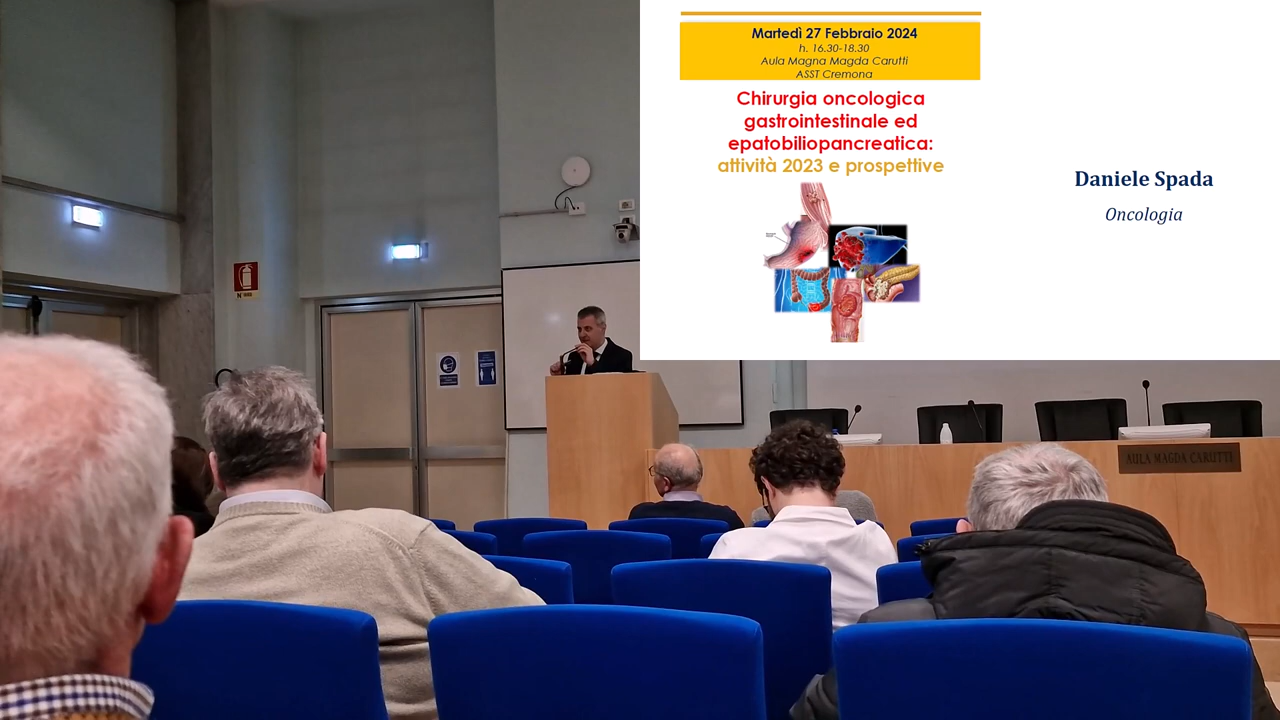 Martedì 27 Febbraio 2024
h. 16.30-18.30
Aula Magna Magda Carutti
ASST Cremona
Chirurgia oncologica
gastrointestinale ed
epatobiliopancreatica:
attività 2023 e prospettive
Daniele Spada
Oncologia
AULA MAGDA CARUTTI